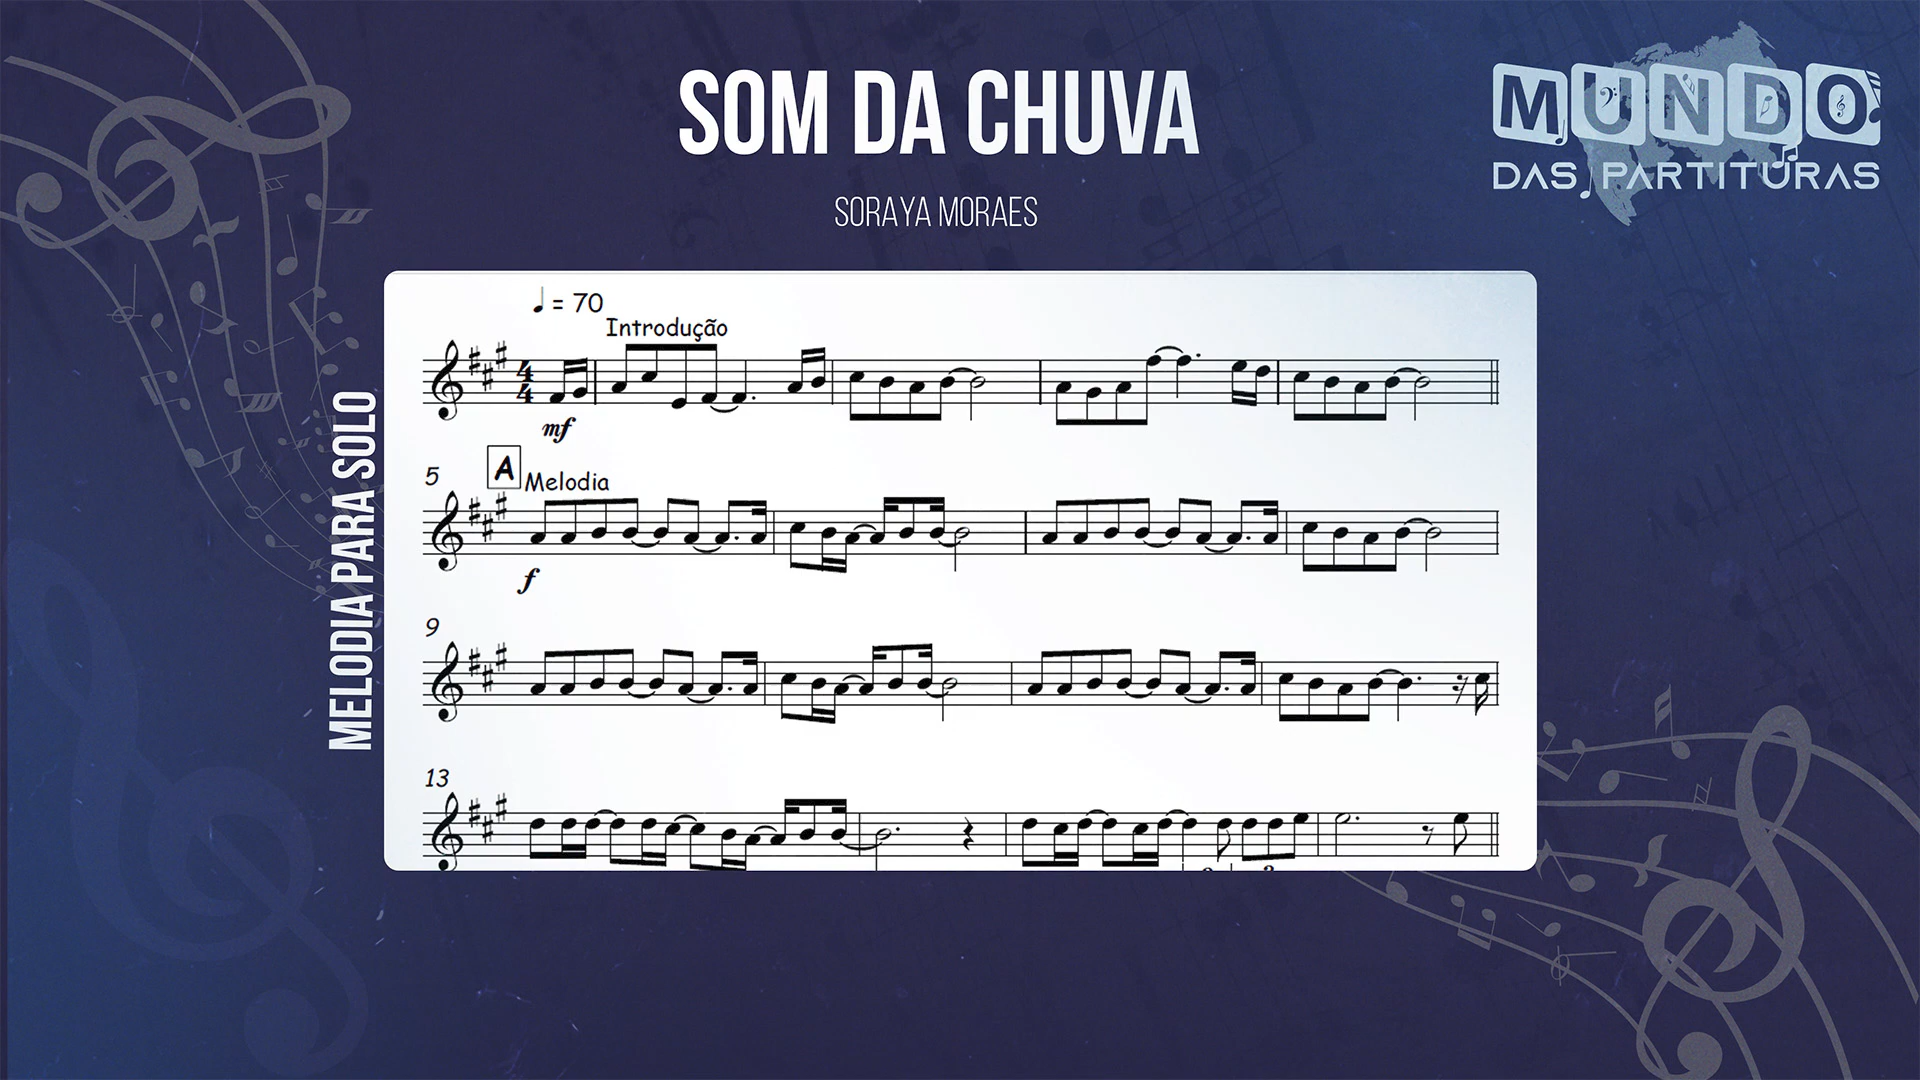 SOM DA CHUVA
SORAYA MORAES
MUNDO
DAS PARTITURAS
MELODIA PARA SOLO
= 70
Introdução
4
4
mf
5
A
Melodia
f
9
13